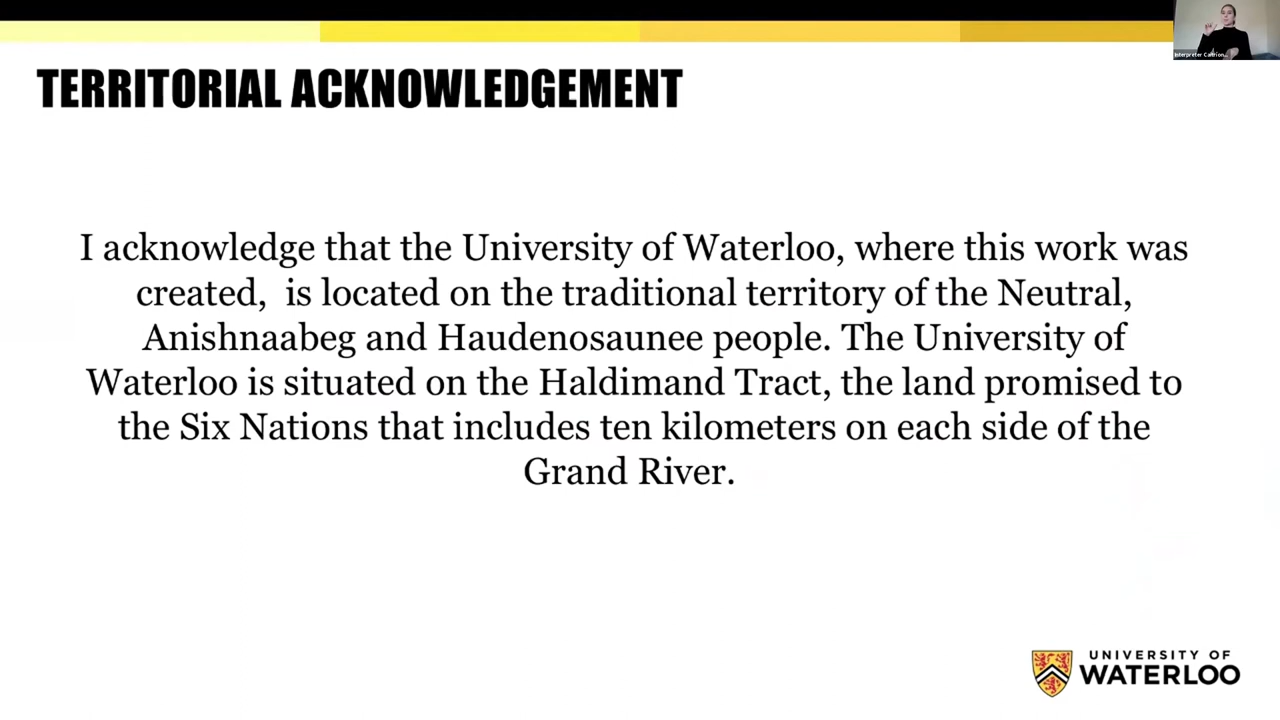 Interpreter
TERRITORIAL ACKNOWLEDGEMENT
I acknowledge that the University of Waterloo, where this work was
created, is located on the traditional territory of the Neutral,
Anishnaabeg and Haudenosaunee people. The University of
Waterloo is situated on the Haldimand Tract, the land promised to
the Six Nations that includes ten kilometers on each side of the
Grand River.
UNIVERSITY OF
WATERLOO